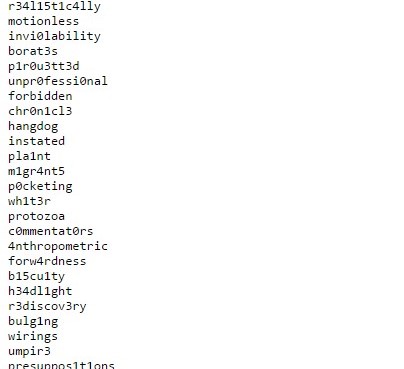 r34l15t1c4lly
motionless
invi0lability
borat3s
p1r0u3tt3d
unpr0fessi0nal
forbidden
chr0n1cl3
hangdog
instated
pla1nt
m1gr4nt5
p0cketing
wh1t3r
protozoa
c0mmentat0rs
4nthropometric
forw4rdness
b15cu1ty
h34dl1ght
r3discov3ry
bulg1ng
wirings
umpir3
presuppos1t1ons